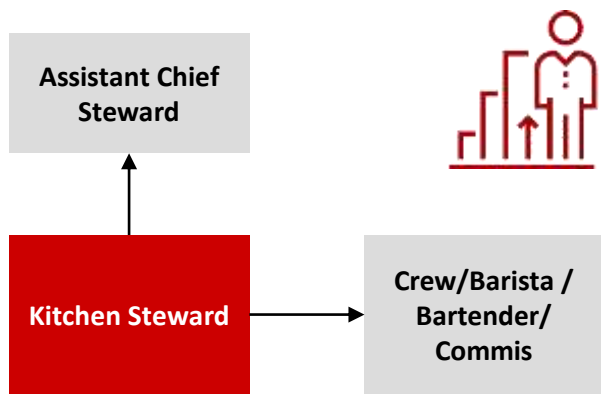 Assistant Chief
Steward
Kitchen Steward
Crew/Barista /
Bartender/
Commis